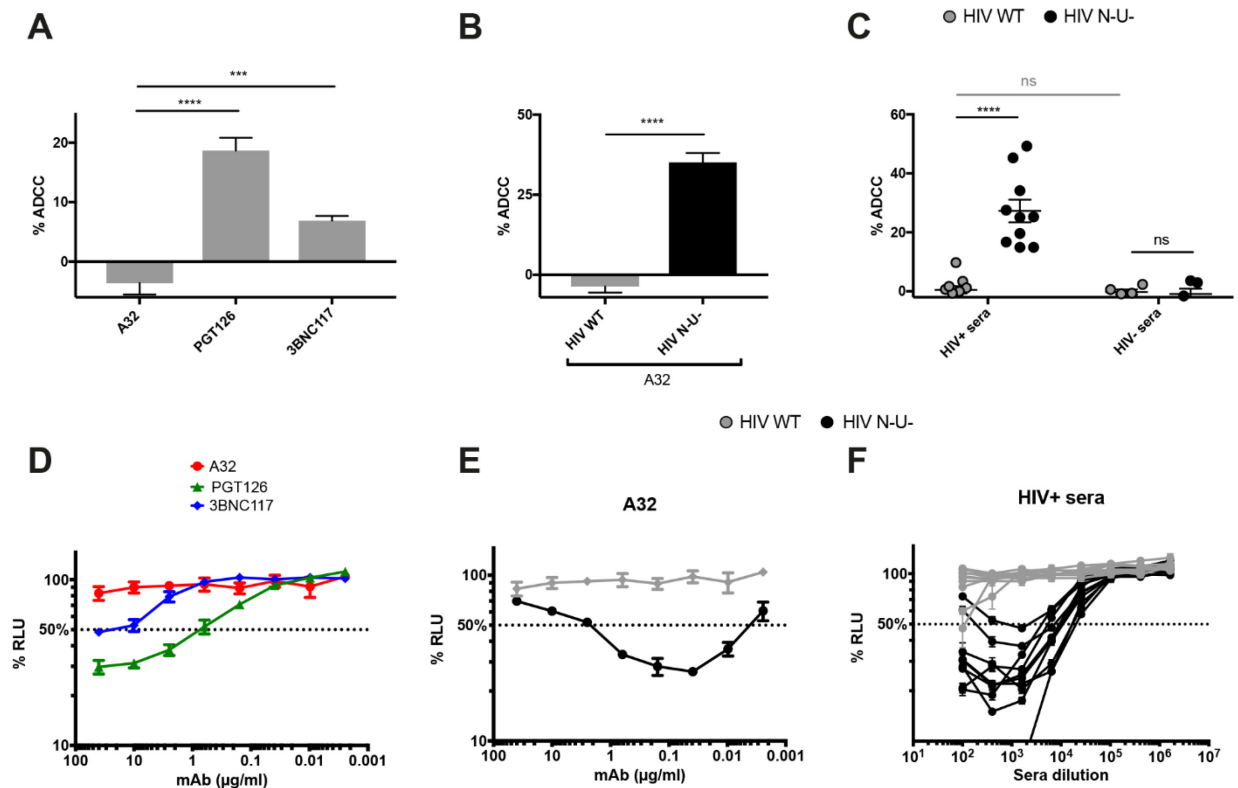 HIV WT HIV N-U-
A
B
C
***
****
% ADCC
20
10
0
A32
PGT126
3BNC117
****
% ADCC
50
25
0
HIV WT
HIV N-U-
A32
ns
****
ns
% ADCC
60
40
20
0
HIV+ sera
HIV- sera
HIV WT HIV N-U-
D
E
F
A32
PGT126
3BNC117
% RLU
100
50%
10
100
10
1
0.1
0.01
0.001
mAb (µg/ml)
A32
% RLU
100
50%
10
100
10
1
0.1
0.01
0.001
mAb (µg/ml)
HIV+ sera
% RLU
100
50%
10
10¹
10²
10³
10⁴
10⁵
10⁶
10⁷
Sera dilution